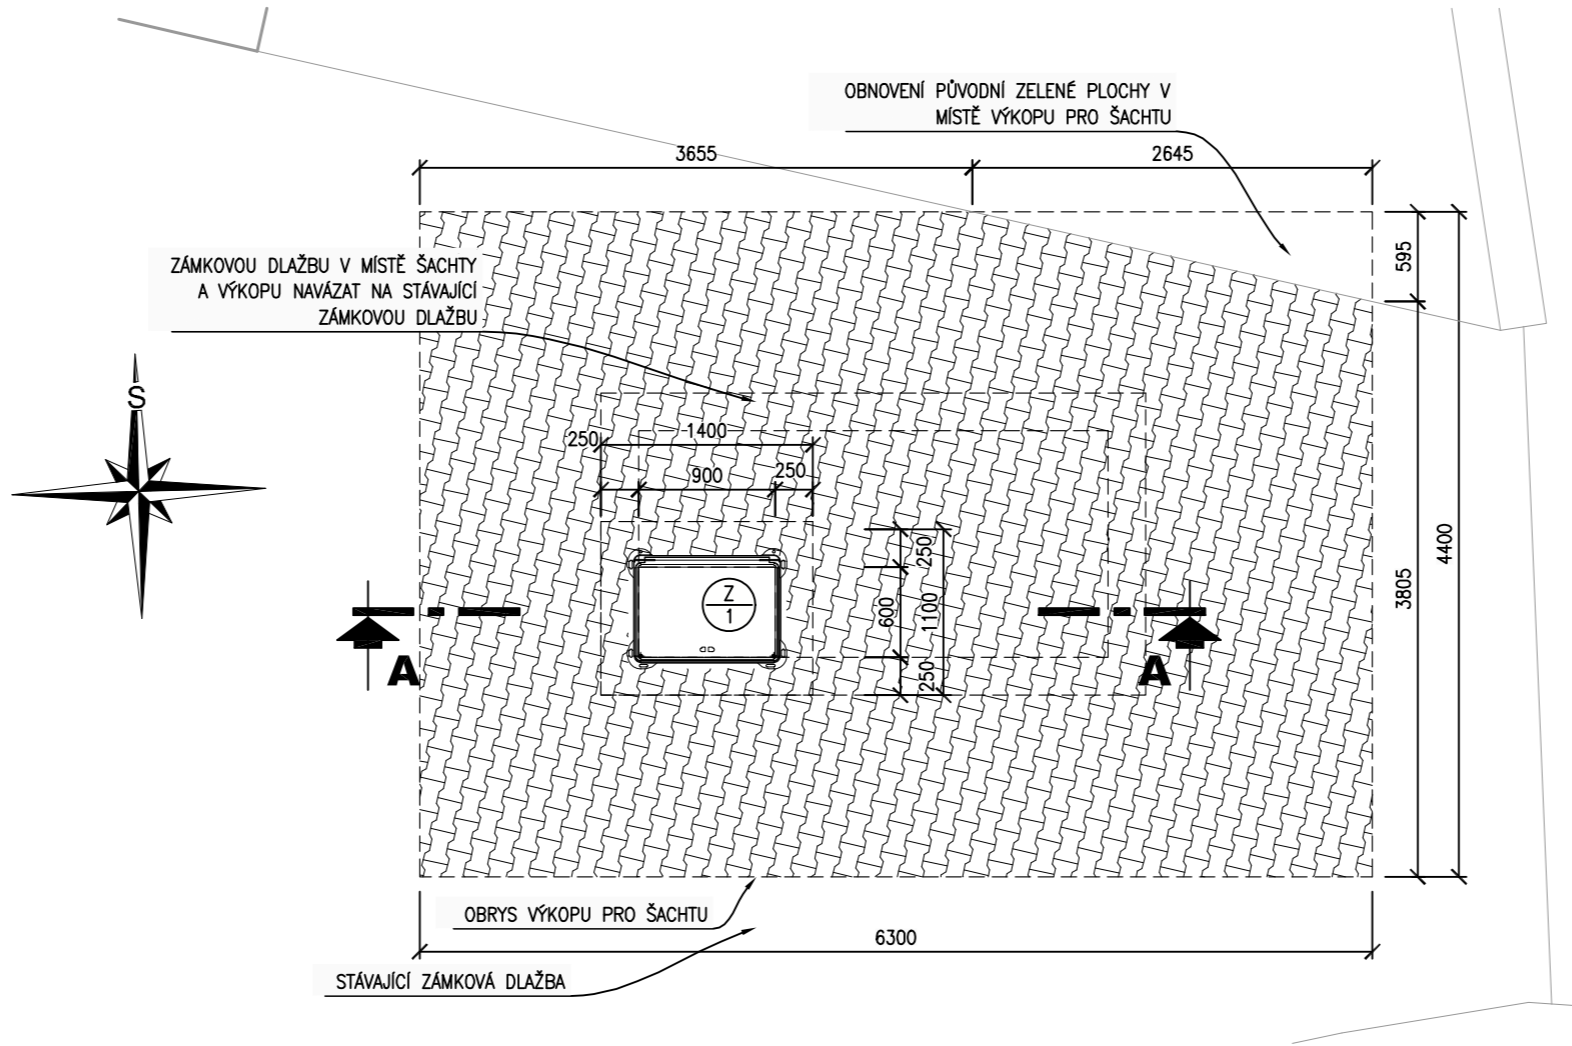 OBNOVENÍ PŮVODNÍ ZELENÉ PLOCHY V
MÍSTĚ VÝKOPU PRO ŠACHTU
3655
2645
ZÁMKOVOU DLAŽBU V MÍSTĚ ŠACHTY
A VÝKOPU NAVÁZAT NA STÁVAJÍCÍ
ZÁMKOVOU DLAŽBU
595
S
250
1400
900
250
250
600
1100
250
3805
4400
Z
1
A
A
OBRYS VÝKOPU PRO ŠACHTU
6300
STÁVAJÍCÍ ZÁMKOVÁ DLAŽBA